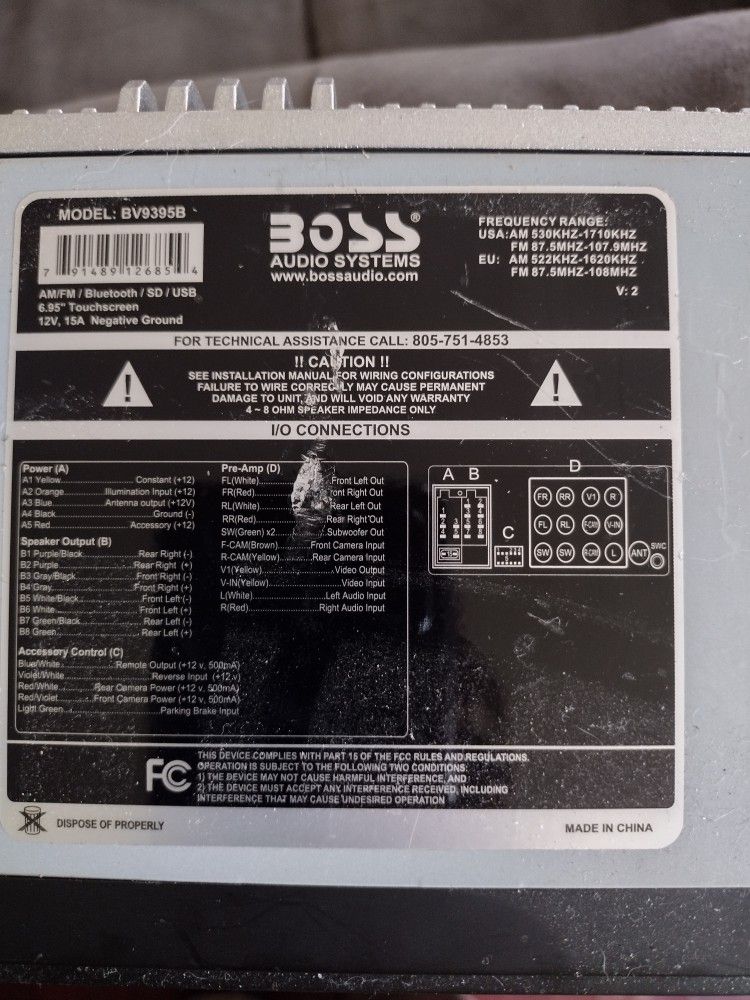 MODEL: BV9395B
7 91489 12685 4
AM/FM / Bluetooth / SD / USB
6.95" Touchscreen
12V, 15A Negative Ground
BOSS®
AUDIO SYSTEMS
www.bossaudio.com
FREQUENCY RANGE:
USA:AM 530KHZ-1710KHZ
FM 87.5MHZ-107.9MHZ
EU: AM 522KHZ-1620KHZ
FM 87.5MHZ-108MHZ
V: 2
FOR TECHNICAL ASSISTANCE CALL: 805-751-4853
!! CAUTION !!
SEE INSTALLATION MANUAL FOR WIRING CONFIGURATIONS
FAILURE TO WIRE CORRECTLY MAY CAUSE PERMANENT
DAMAGE TO UNIT, AND WILL VOID ANY WARRANTY
4 ~ 8 OHM SPEAKER IMPEDANCE ONLY
I/O CONNECTIONS
Power (A)
A1 Yellow Constant (+12)
A2 Orange Illumination Input (+12)
A3 Blue Antenna output (+12V)
A4 Black Ground (-)
A5 Red Accessory (+12)
Speaker Output (B)
B1 Purple/Black Rear Right (-)
B2 Purple Rear Right (+)
B3 Gray/Black Front Right (-)
B4 Gray Front Right (+)
B5 White/Black Front Left (-)
B6 White Front Left (+)
B7 Green/Black Rear Left (-)
B8 Green Rear Left (+)
Accessory Control (C)
Blue/White Remote Output (+12 v, 500mA)
Violet/White Reverse Input (+12.v)
Red/White Rear Camera Power (+12 v, 500mA)
Red/Violet Front Camera Power (+12 v, 500mA)
Light Green Parking Brake Input
Pre-Amp (D)
FL(White) Front Left Out
FR(Red) Front Right Out
RL(White) Rear Left Out
RR(Red) Rear Right Out
SW(Green) x2 Subwoofer Out
F-CAM(Brown) Front Camera Input
R-CAM(Yellow) Rear Camera Input
V1(Yellow) Video Output
V-IN(Yellow) Video Input
L(White) Left Audio Input
R(Red) Right Audio Input
A B
C
D
FR RR V1 R
FL RL F-CAM V-IN
SW SW R-CAM L
ANT
SWC
FC THIS DEVICE COMPLIES WITH PART 15 OF THE FCC RULES AND REGULATIONS.
OPERATION IS SUBJECT TO THE FOLLOWING TWO CONDITIONS:
1) THE DEVICE MAY NOT CAUSE HARMFUL INTERFERENCE, AND
2) THE DEVICE MUST ACCEPT ANY INTERFERENCE RECEIVED, INCLUDING
INTERFERENCE THAT MAY CAUSE UNDESIRED OPERATION
DISPOSE OF PROPERLY
MADE IN CHINA